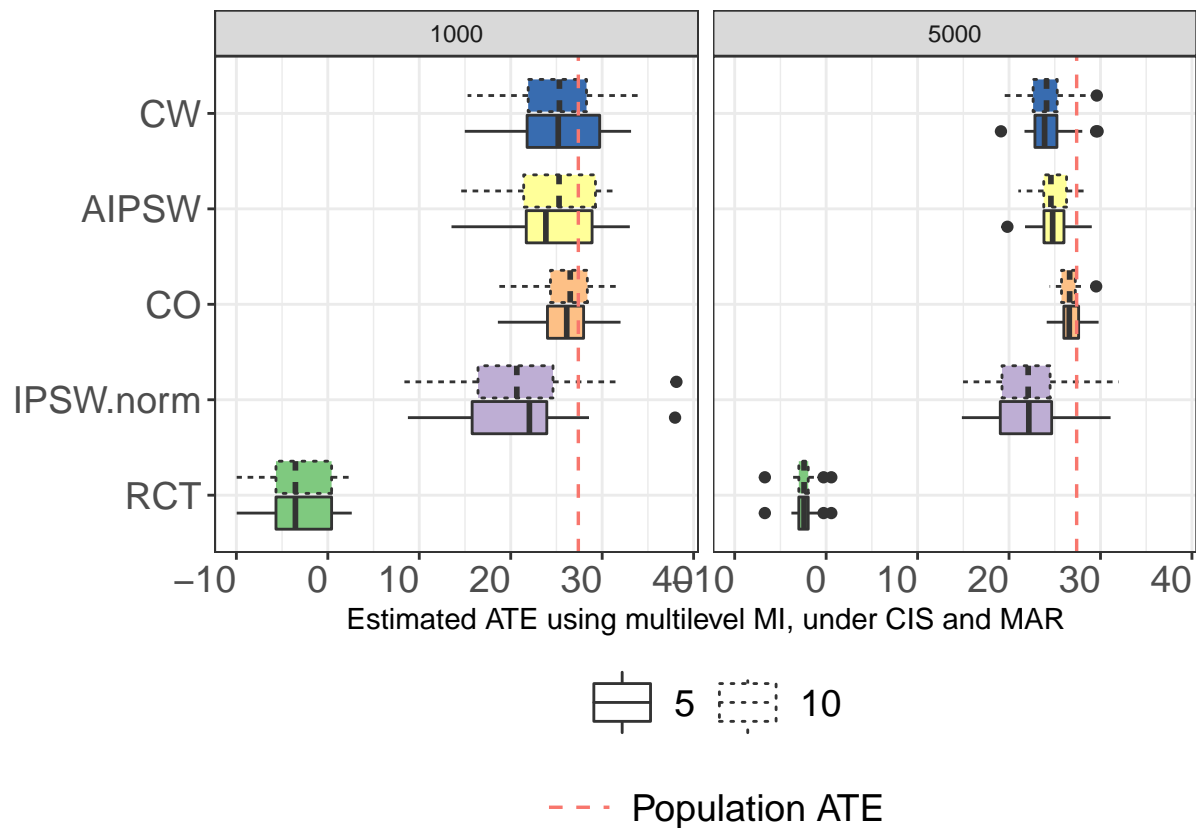 1000 5000
CW
AIPSW
CO
IPSW.norm
RCT
−10 0 10 20 30 40 −10 0 10 20 30 40
Estimated ATE using multilevel MI, under CIS and MAR
5 10
Population ATE